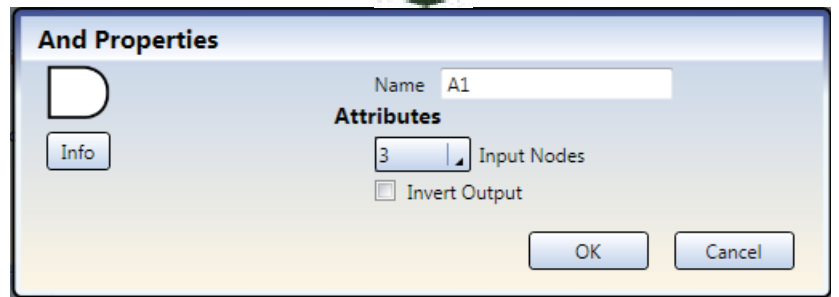 And Properties
Name A1
Attributes
Info
3 Input Nodes
Invert Output
OK Cancel